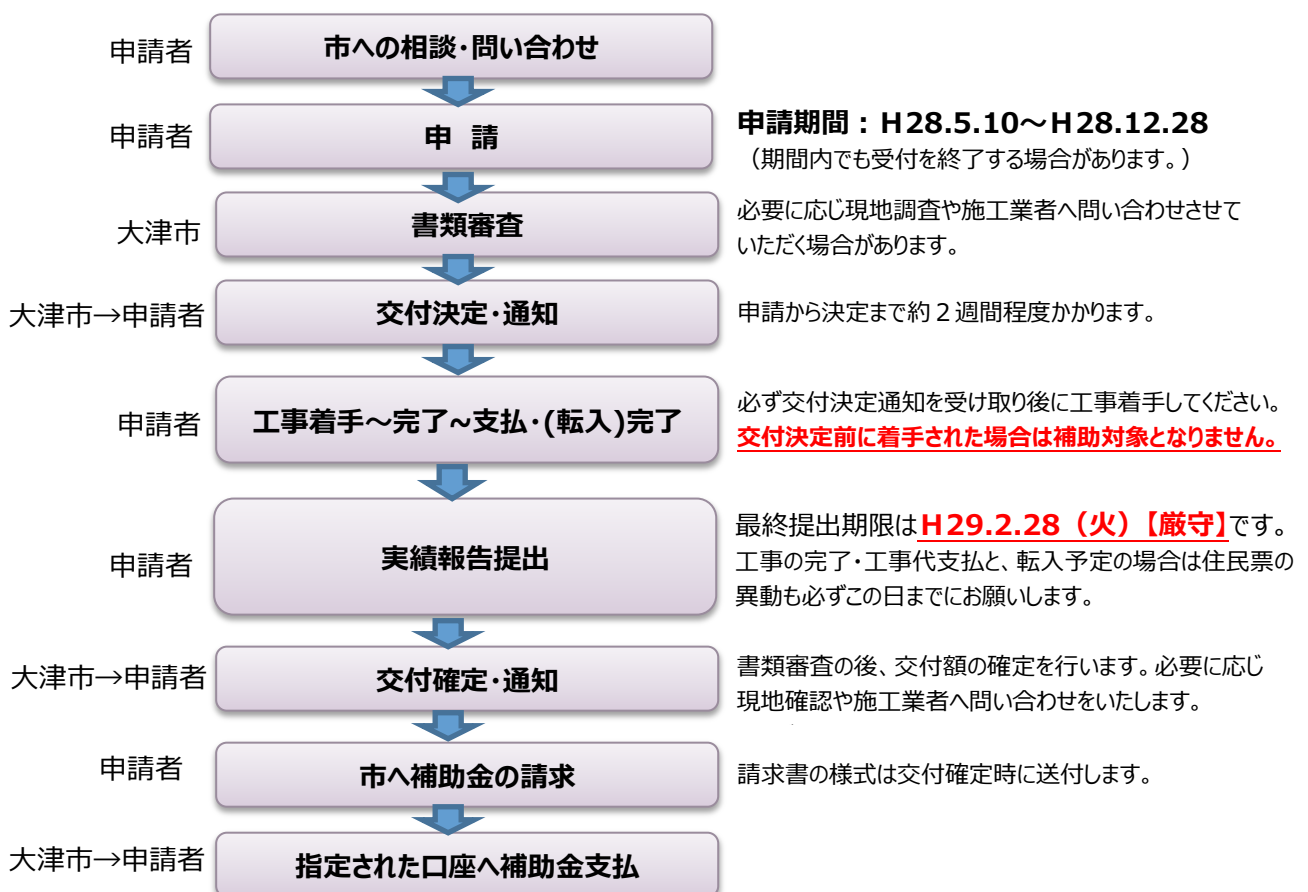 申請者
市への相談・問い合わせ
申請者
申 請
申請期間：Ｈ28.5.10～Ｈ28.12.28
（期間内でも受付を終了する場合があります。）
大津市
書類審査
必要に応じ現地調査や施工業者へ問い合わせさせて
いただく場合があります。
大津市→申請者
交付決定・通知
申請から決定まで約２週間程度かかります。
申請者
工事着手～完了~支払・(転入)完了
必ず交付決定通知を受け取り後に工事着手してください。
交付決定前に着手された場合は補助対象となりません。
申請者
実績報告提出
最終提出期限はＨ29.2.28（火）【厳守】です。
工事の完了・工事代支払と、転入予定の場合は住民票の
異動も必ずこの日までにお願いします。
大津市→申請者
交付確定・通知
書類審査の後、交付額の確定を行います。必要に応じ
現地確認や施工業者へ問い合わせをいたします。
申請者
市へ補助金の請求
請求書の様式は交付確定時に送付します。
大津市→申請者
指定された口座へ補助金支払